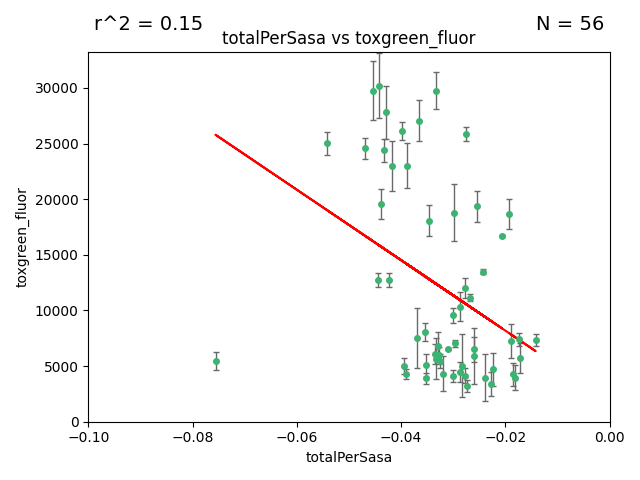 r^2 = 0.15
N = 56
totalPerSasa vs toxgreen_fluor
30000
25000
20000
15000
10000
5000
0
toxgreen_fluor
−0.10
−0.08
−0.06
−0.04
−0.02
0.00
totalPerSasa